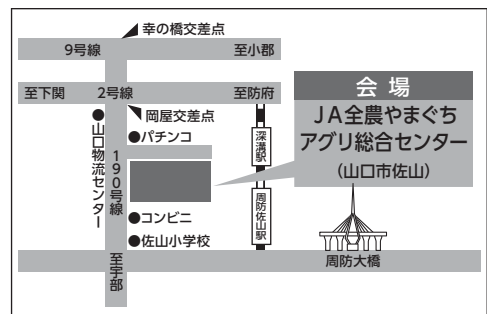 幸の橋交差点
9号線
至小郡
至下関
2号線
至防府
岡屋交差点
●パチンコ
●山口物流センター
190号線
深溝駅
周防佐山駅
●コンビニ
●佐山小学校
至宇部
周防大橋
会場
JA全農やまぐち
アグリ総合センター
(山口市佐山)